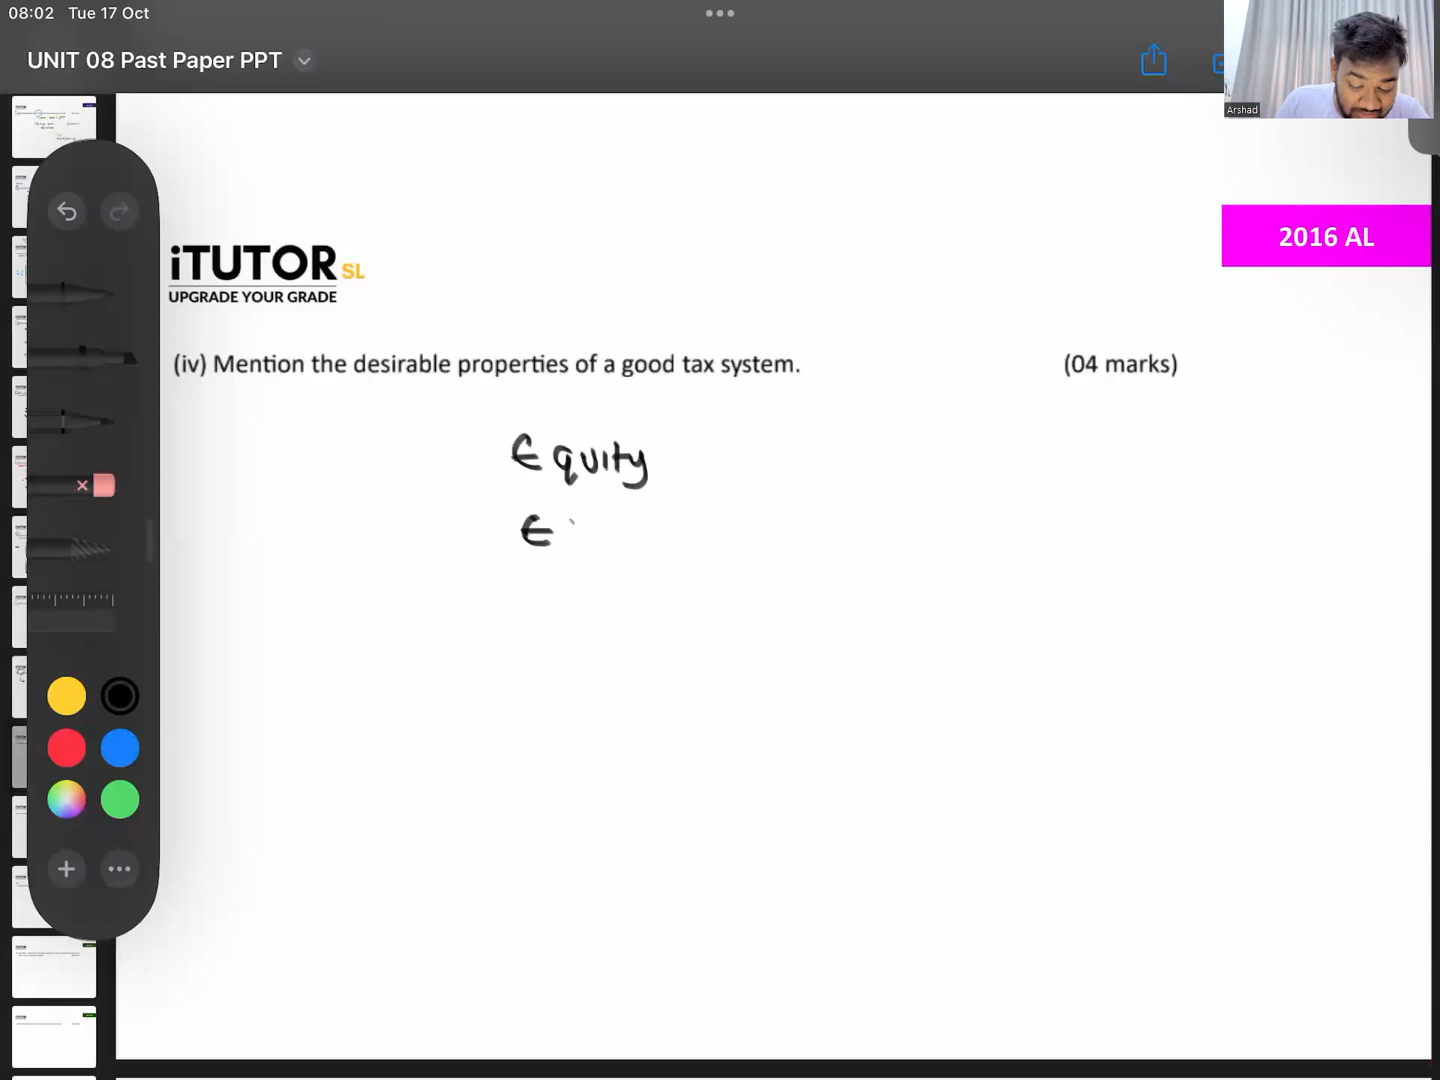 08:02 Tue 17 Oct
UNIT 08 Past Paper PPT
Arshad
2016 AL
iTUTOR SL
UPGRADE YOUR GRADE
(iv) Mention the desirable properties of a good tax system. (04 marks)
Equity
E